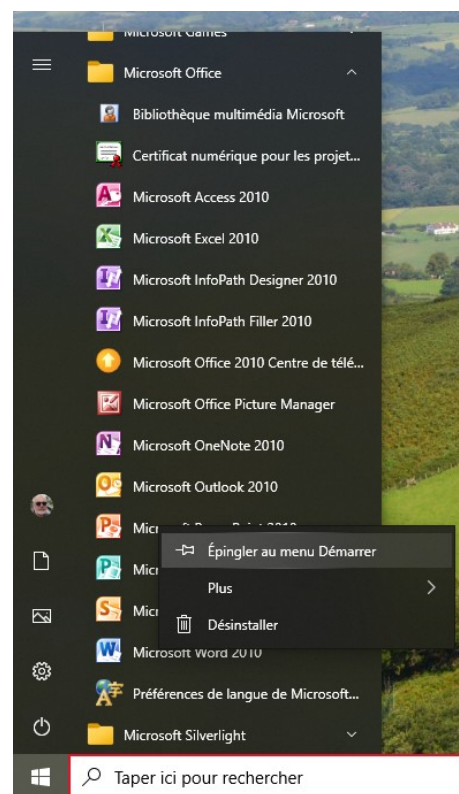 Microsoft Games
Microsoft Office
Bibliothèque multimédia Microsoft
Certificat numérique pour les projet...
Microsoft Access 2010
Microsoft Excel 2010
Microsoft InfoPath Designer 2010
Microsoft InfoPath Filler 2010
Microsoft Office 2010 Centre de télé...
Microsoft Office Picture Manager
Microsoft OneNote 2010
Microsoft Outlook 2010
Microsoft PowerPoint 2010
Épingler au menu Démarrer
Plus
Désinstaller
Microsoft Word 2010
Préférences de langue de Microsoft...
Microsoft Silverlight
Taper ici pour rechercher